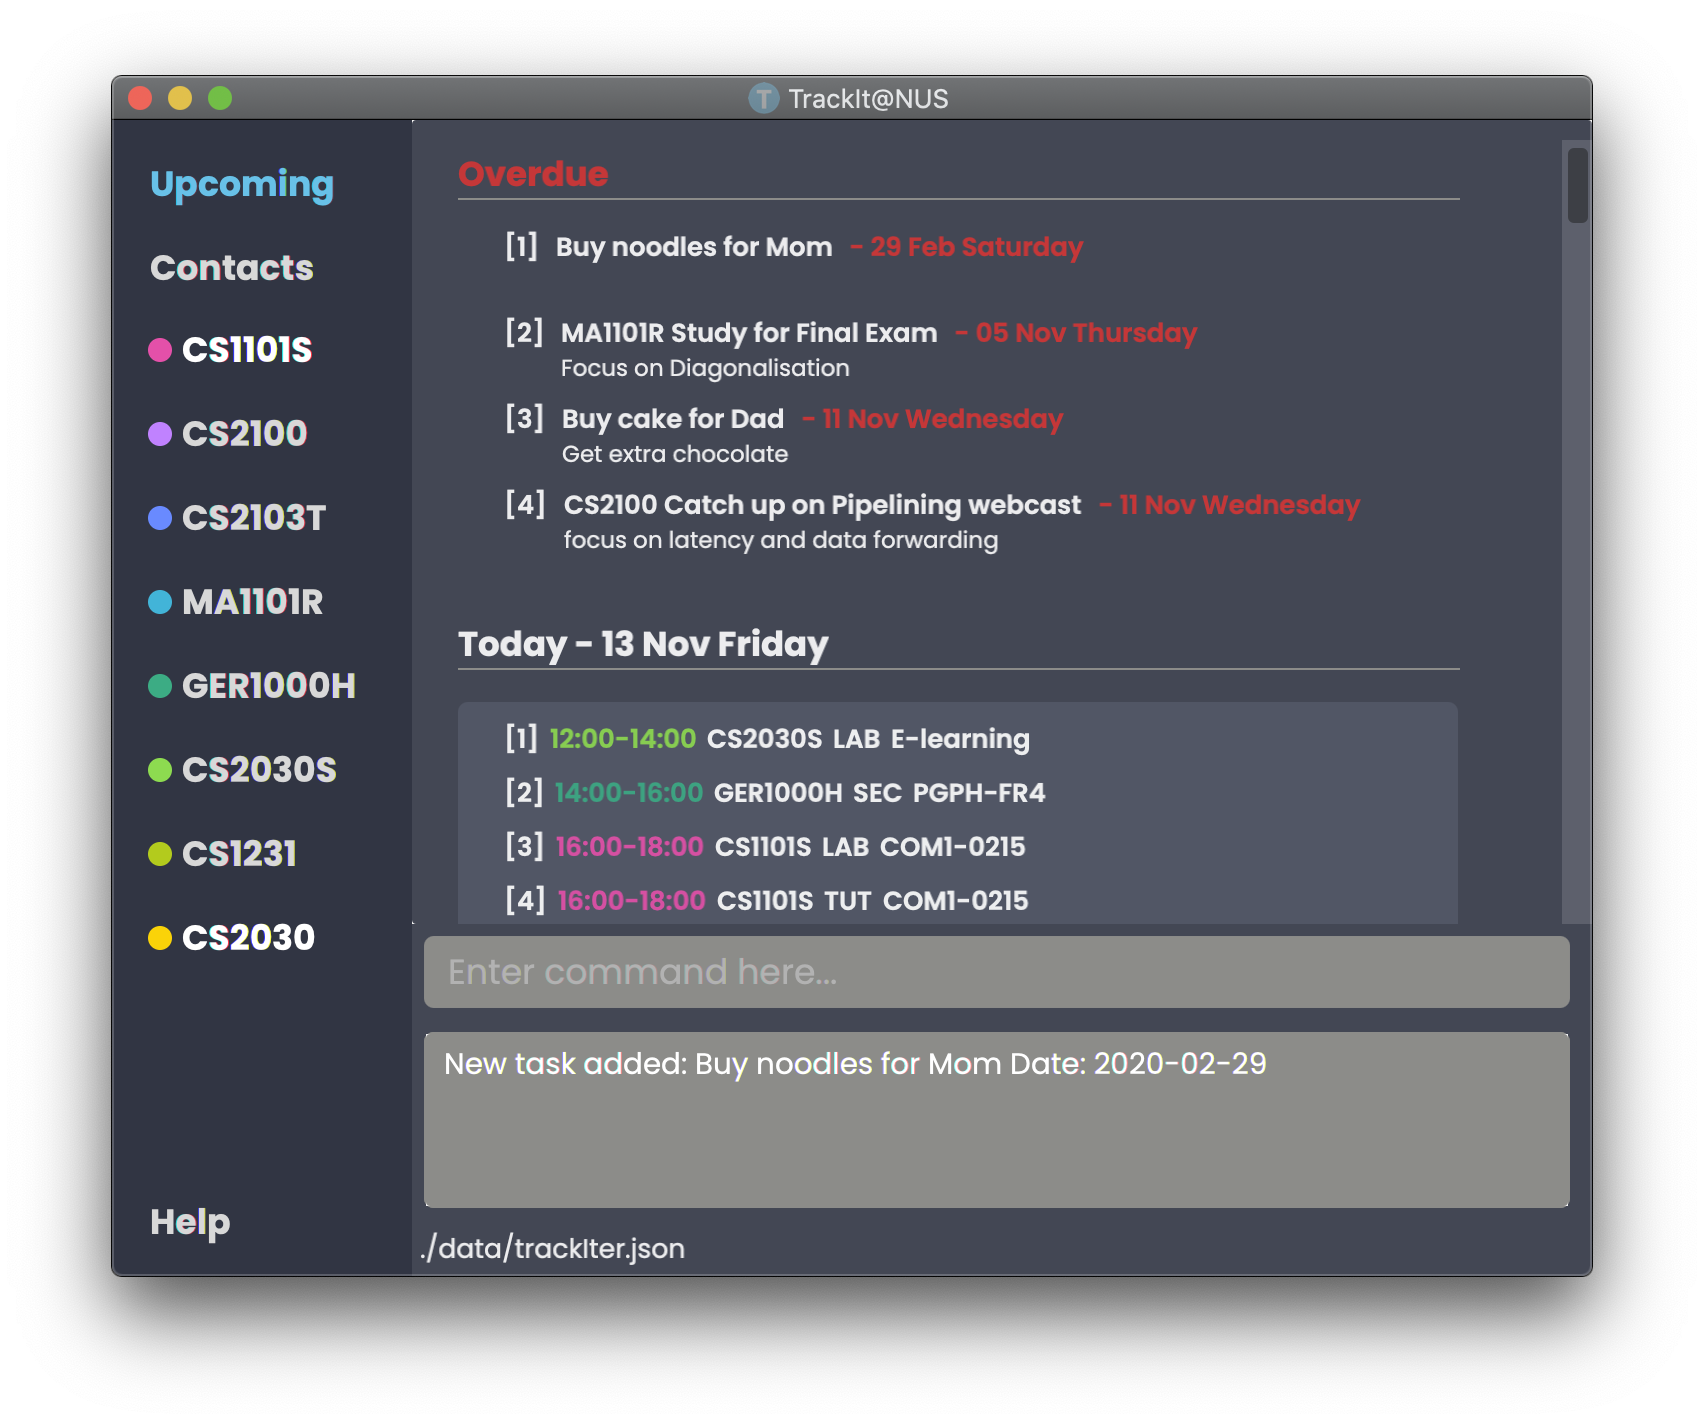 T TrackIt@NUS
Upcoming
Contacts
CS1101S
CS2100
CS2103T
MA1101R
GER1000H
CS2030S
CS1231
CS2030
Help
Overdue
[1] Buy noodles for Mom - 29 Feb Saturday
[2] MA1101R Study for Final Exam - 05 Nov Thursday
Focus on Diagonalisation
[3] Buy cake for Dad - 11 Nov Wednesday
Get extra chocolate
[4] CS2100 Catch up on Pipelining webcast - 11 Nov Wednesday
focus on latency and data forwarding
Today - 13 Nov Friday
[1] 12:00-14:00 CS2030S LAB E-learning
[2] 14:00-16:00 GER1000H SEC PGPH-FR4
[3] 16:00-18:00 CS1101S LAB COM1-0215
[4] 16:00-18:00 CS1101S TUT COM1-0215
Enter command here...
New task added: Buy noodles for Mom Date: 2020-02-29
./data/trackIter.json